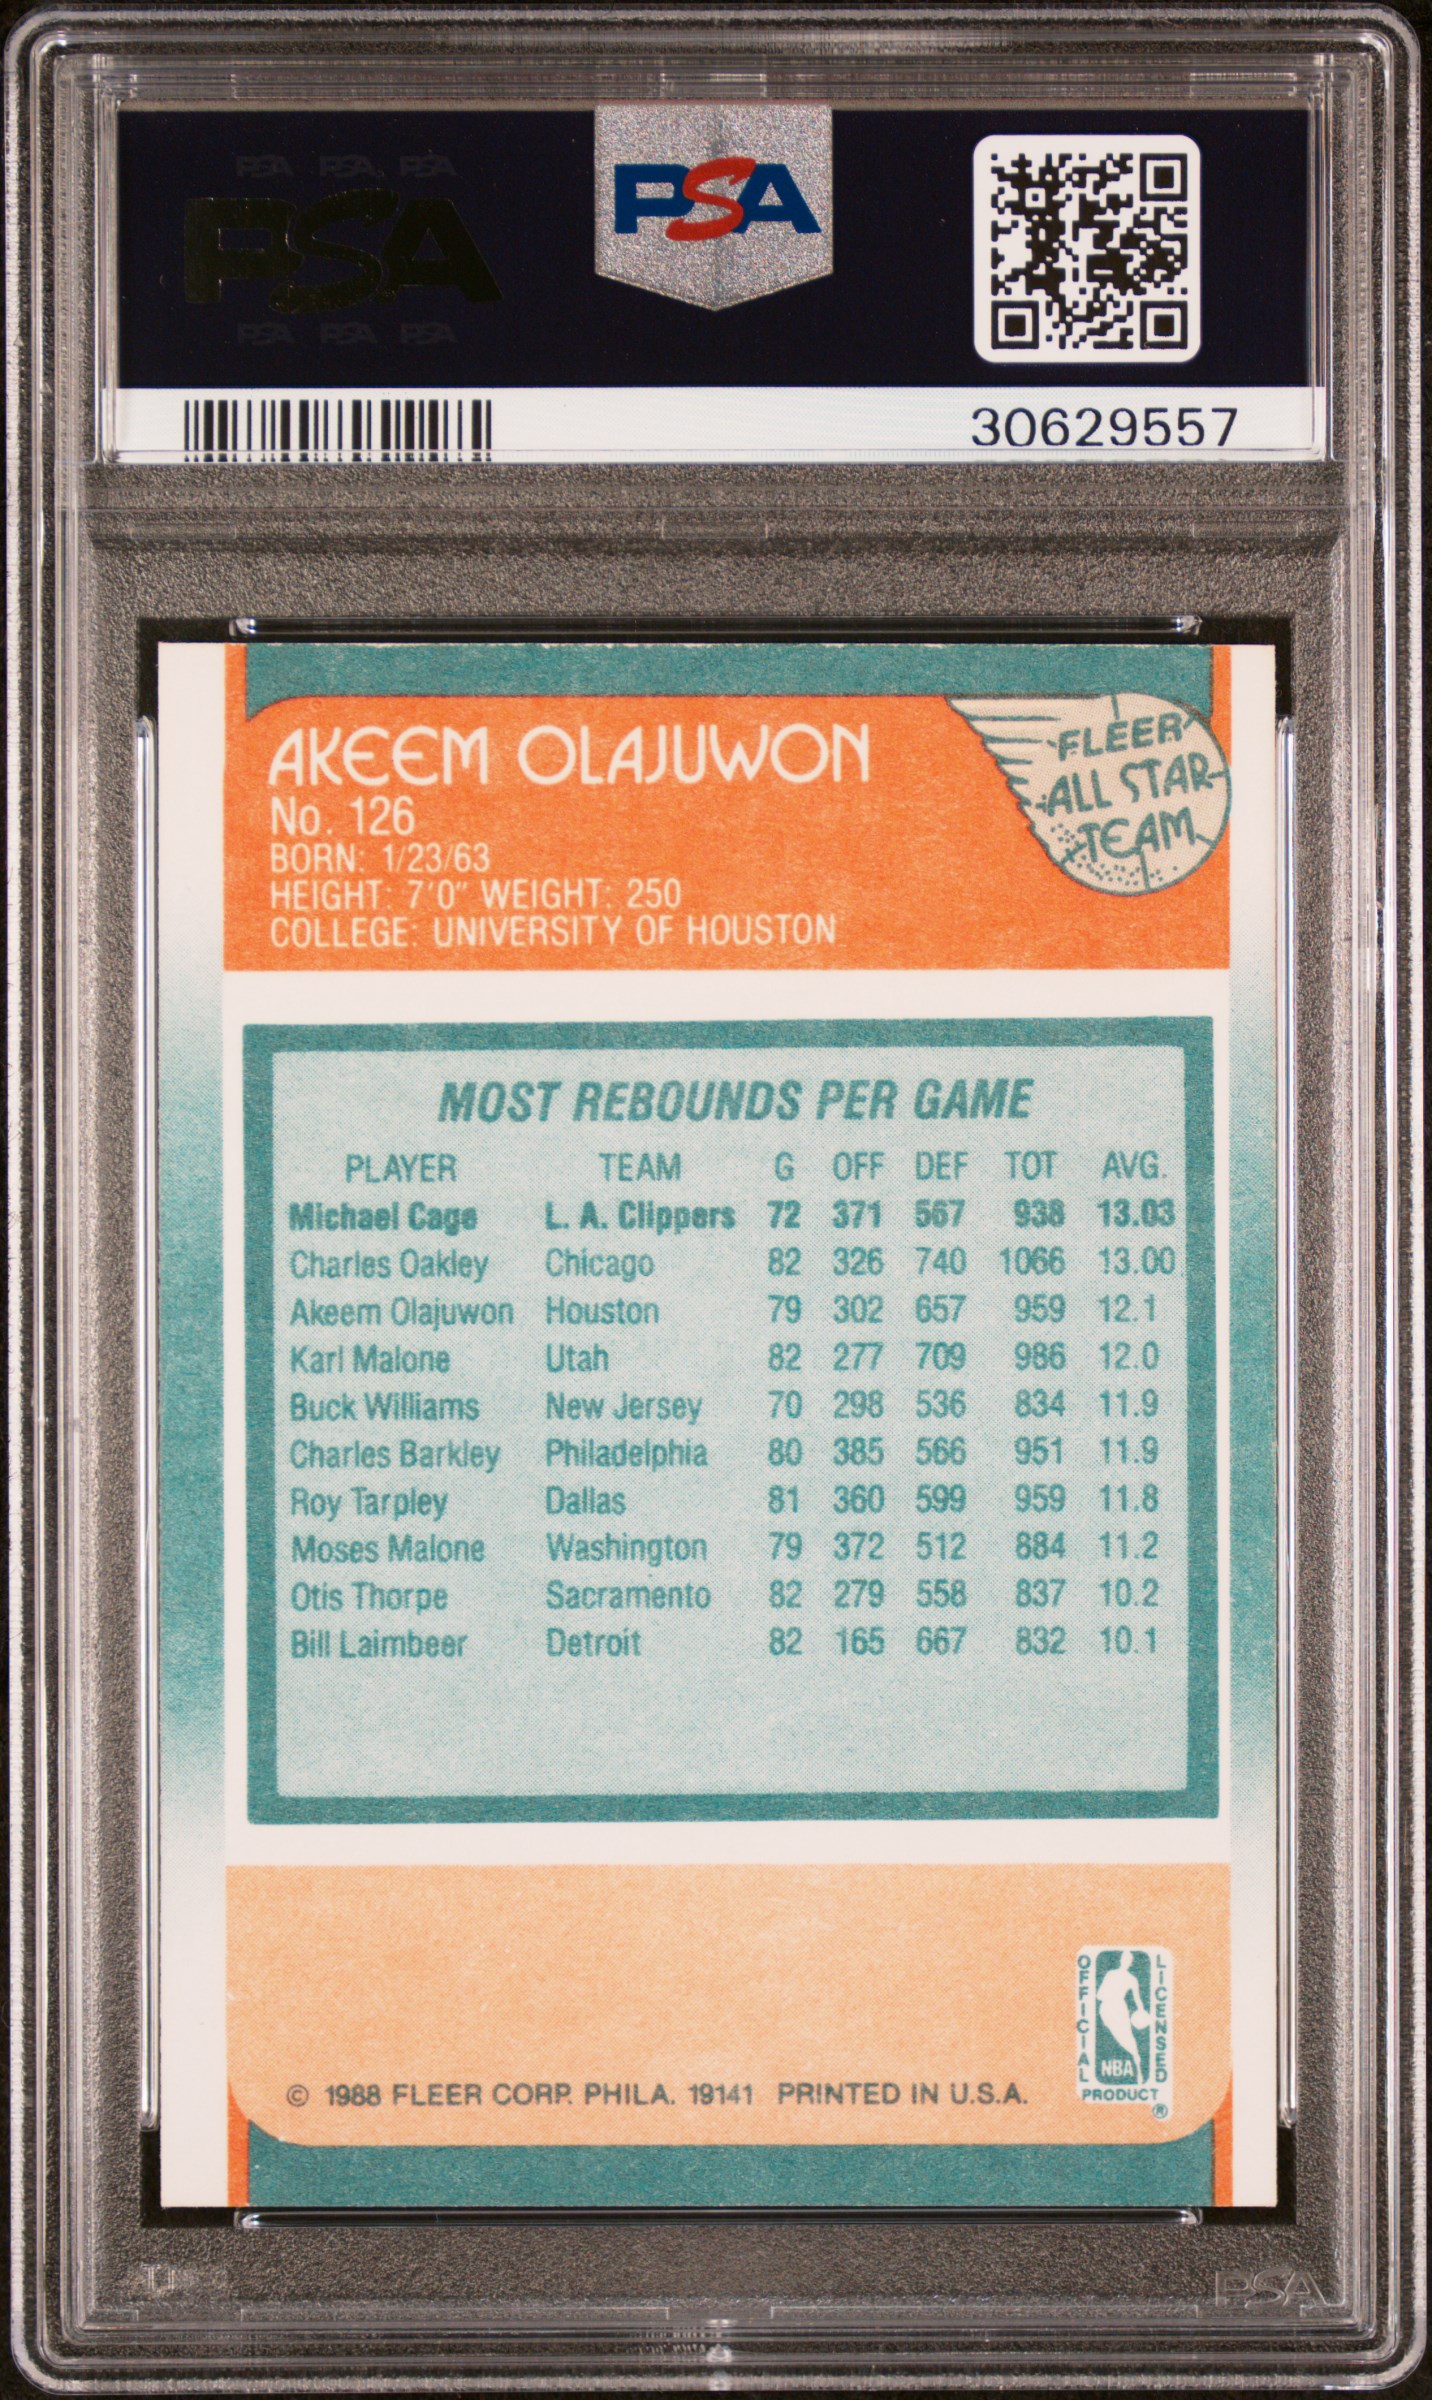 PSA PSA PSA
PSA
PSA PSA PSA
PSA
30629557
AKEEM OLAJUWON
No. 126
BORN: 1/23/63
HEIGHT: 7'0" WEIGHT: 250
COLLEGE: UNIVERSITY OF HOUSTON
FLEER
ALL STAR
TEAM
MOST REBOUNDS PER GAME
PLAYER TEAM G OFF DEF TOT AVG.
Michael Cage L. A. Clippers 72 371 567 938 13.03
Charles Oakley Chicago 82 326 740 1066 13.00
Akeem Olajuwon Houston 79 302 657 959 12.1
Karl Malone Utah 82 277 709 986 12.0
Buck Williams New Jersey 70 298 536 834 11.9
Charles Barkley Philadelphia 80 385 566 951 11.9
Roy Tarpley Dallas 81 360 599 959 11.8
Moses Malone Washington 79 372 512 884 11.2
Otis Thorpe Sacramento 82 279 558 837 10.2
Bill Laimbeer Detroit 82 165 667 832 10.1
OFFICIAL
LICENSED
NBA
PRODUCT
®
© 1988 FLEER CORP. PHILA. 19141 PRINTED IN U.S.A.
PSA